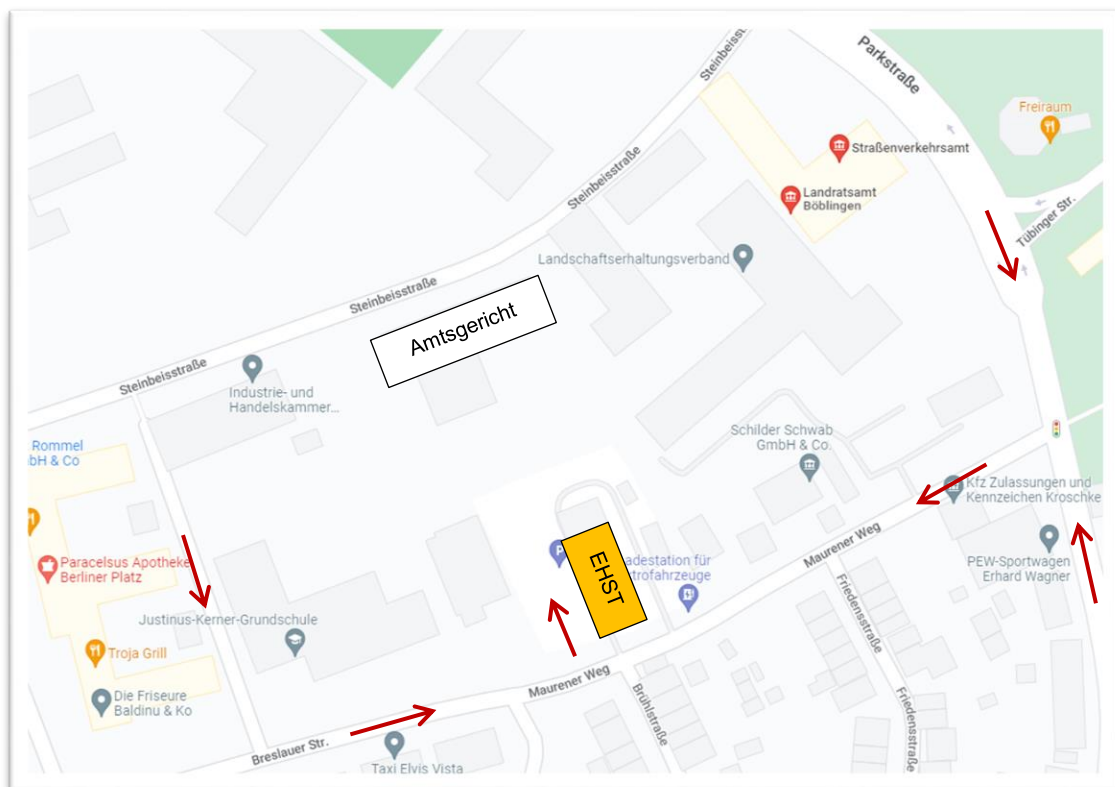 Parkstraße
Steinbeisstraße
Freiraum
Straßenverkehrsamt
Landratsamt
Böblingen
Steinbeisstraße
Tübinger Str.
Landschaftserhaltungsverband
Steinbeisstraße
Amtsgericht
Steinbeisstraße
Industrie- und
Handelskammer...
Schilder Schwab
GmbH & Co.
Rommel
bH & Co
Kfz Zulassungen und
Kennzeichen Kroschke
Maurener Weg
P
EHST
adestation für
trofahrzeuge
PEW-Sportwagen
Erhard Wagner
Paracelsus Apotheke
Berliner Platz
Friedensstraße
Justinus-Kerner-Grundschule
Troja Grill
Maurener Weg
Brühlstraße
Friedensstraße
Die Friseure
Baldinu & Ko
Breslauer Str.
Taxi Elvis Vista